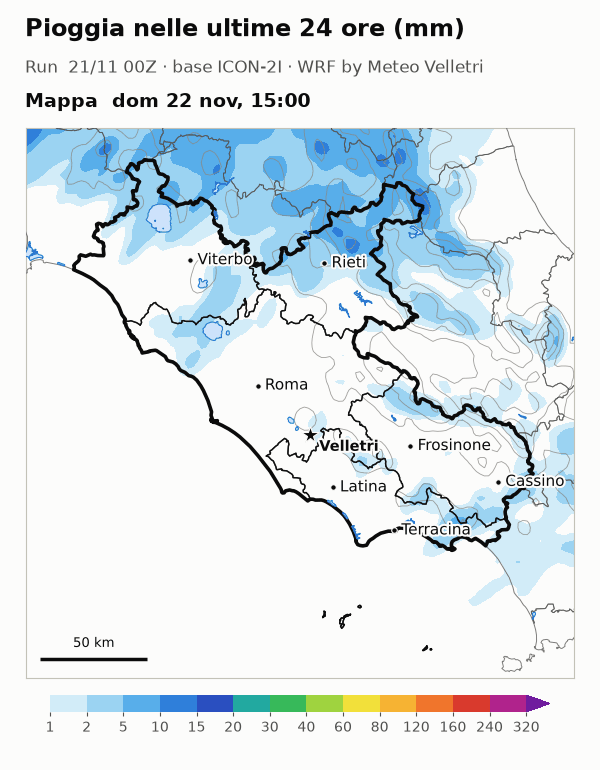 Pioggia nelle ultime 24 ore (mm)
Run  21/11 00Z · base ICON-2I · WRF by Meteo Velletri
Mappa  dom 22 nov, 15:00
Viterbo
Rieti
Roma
Velletri
Frosinone
Latina
Cassino
Terracina
50 km
1 2 5 10 15 20 30 40 60 80 120 160 240 320